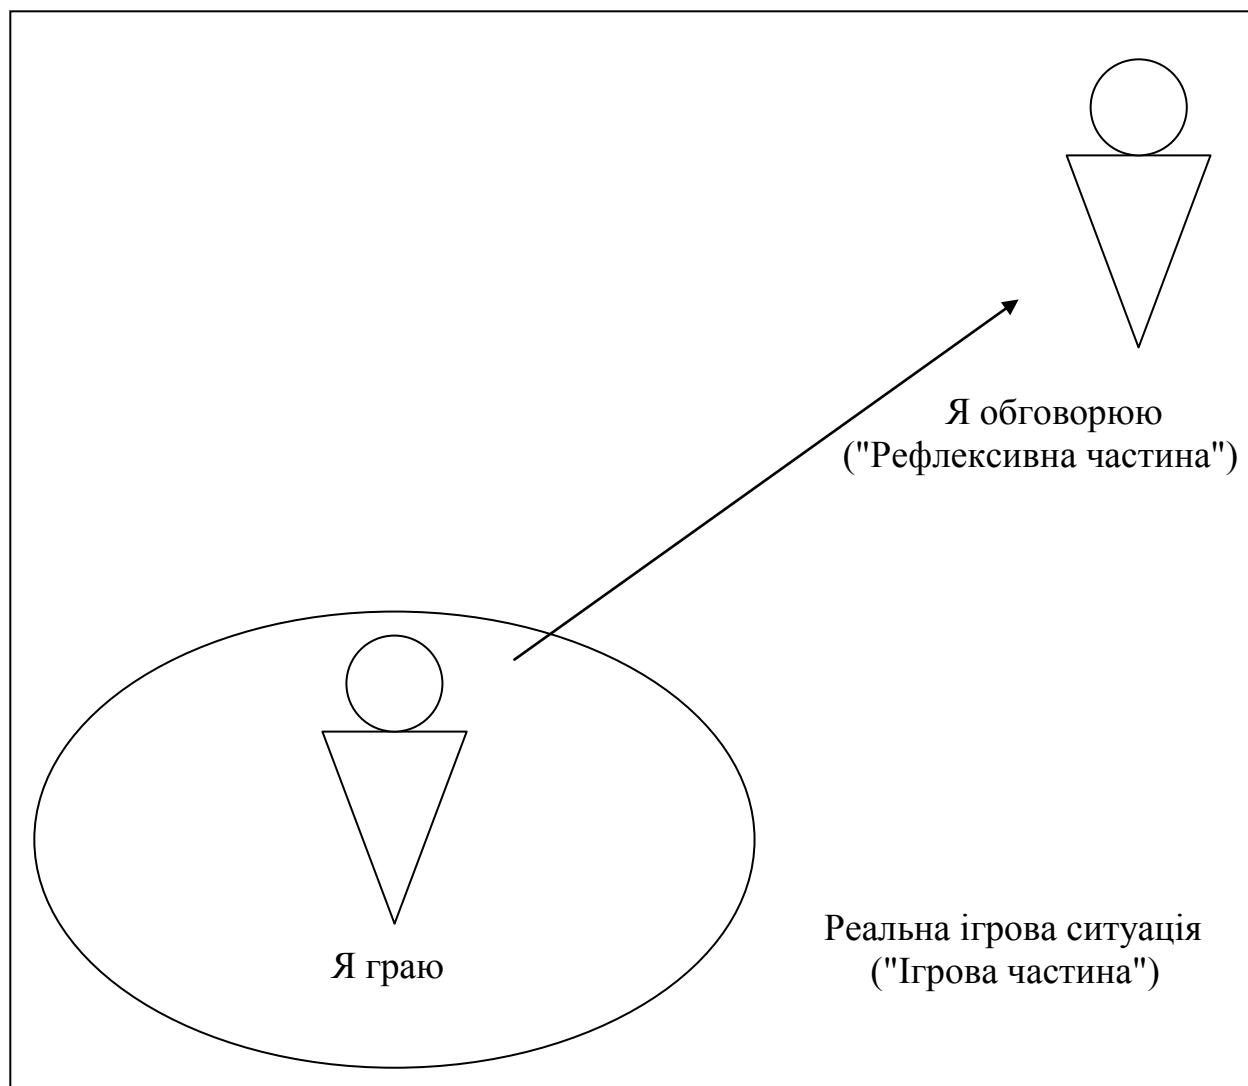 Я обговорюю
("Рефлексивна частина")
Реальна ігрова ситуація
("Ігрова частина")
Я граю